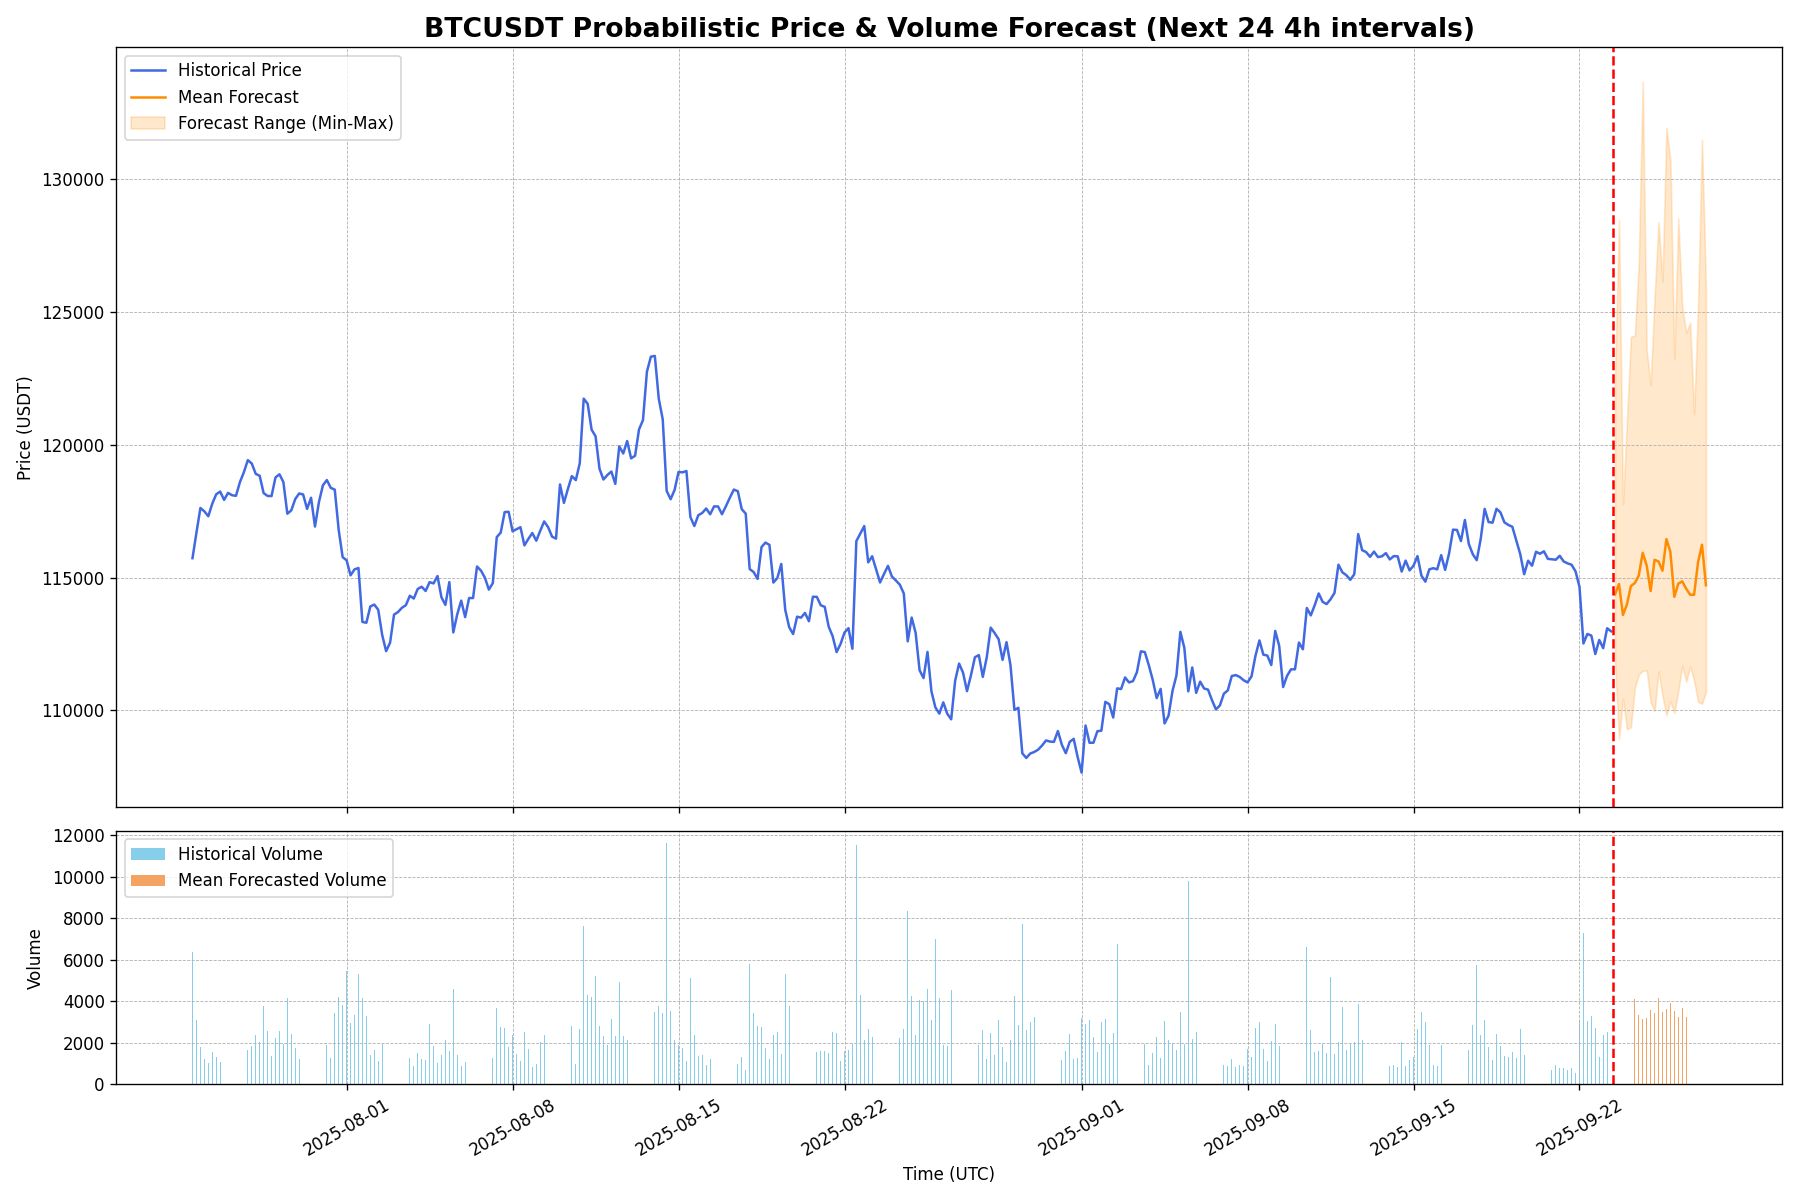 BTCUSDT Probabilistic Price & Volume Forecast (Next 24 4h intervals)
Historical Price
Mean Forecast
Forecast Range (Min-Max)
130000
125000
120000
115000
110000
Price (USDT)
Historical Volume
Mean Forecasted Volume
12000
10000
8000
6000
4000
2000
0
Volume
2025-08-01
2025-08-08
2025-08-15
2025-08-22
2025-09-01
2025-09-08
2025-09-15
2025-09-22
Time (UTC)